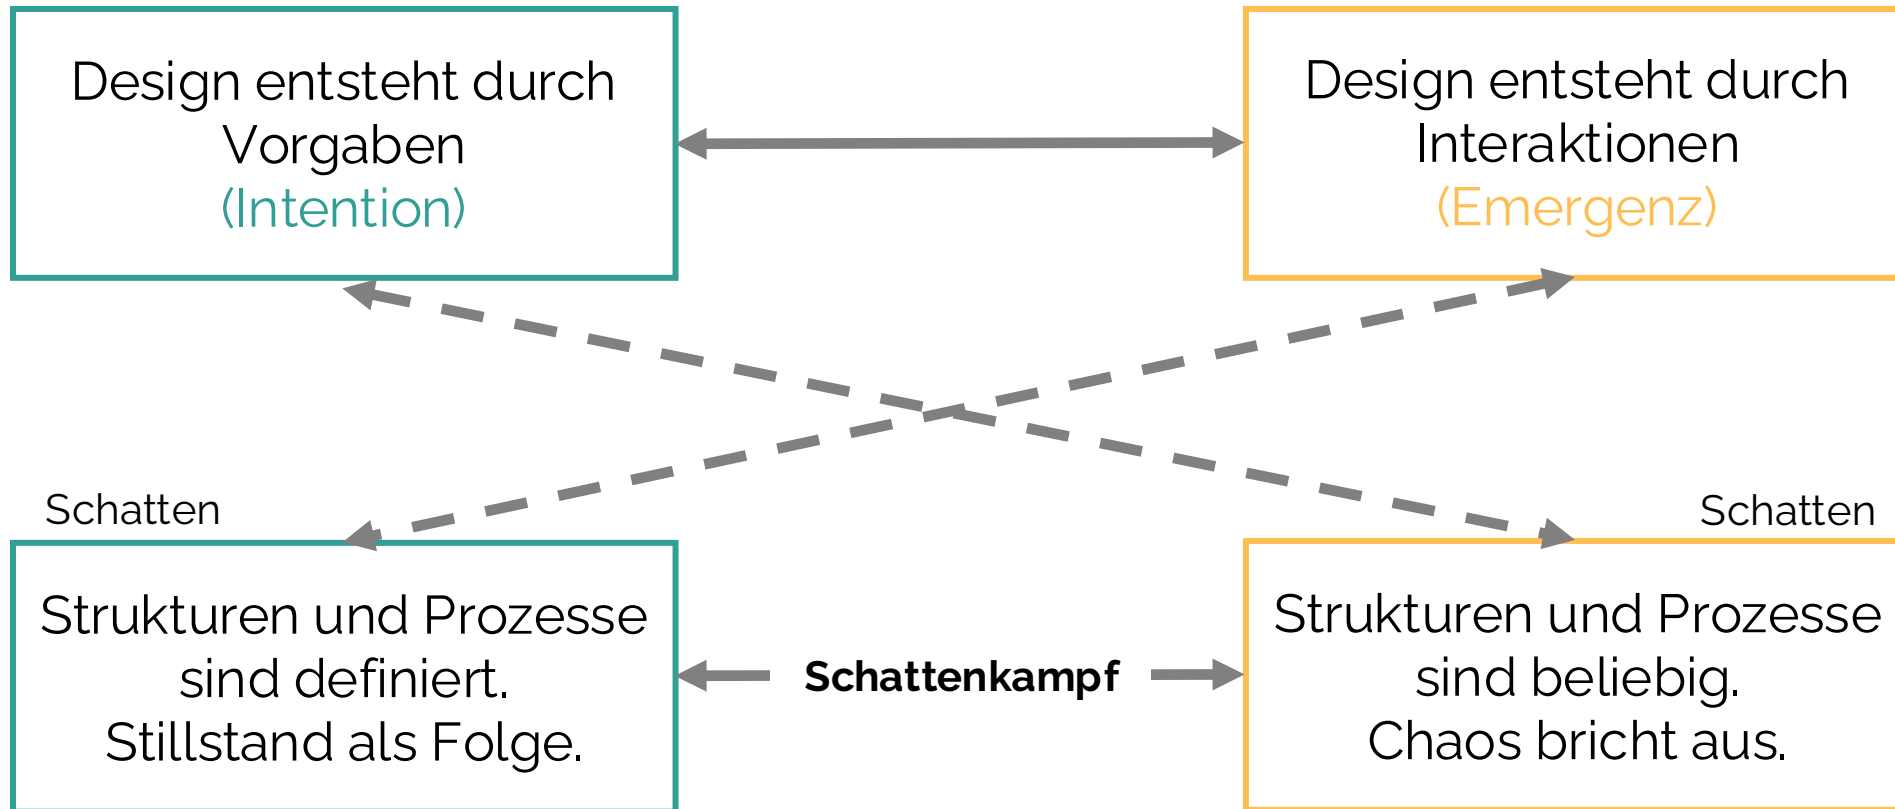 Design entsteht durch
Vorgaben
(Intention)
Design entsteht durch
Interaktionen
(Emergenz)
Schatten
Schatten
Strukturen und Prozesse
sind definiert.
Stillstand als Folge.
Schattenkampf
Strukturen und Prozesse
sind beliebig.
Chaos bricht aus.